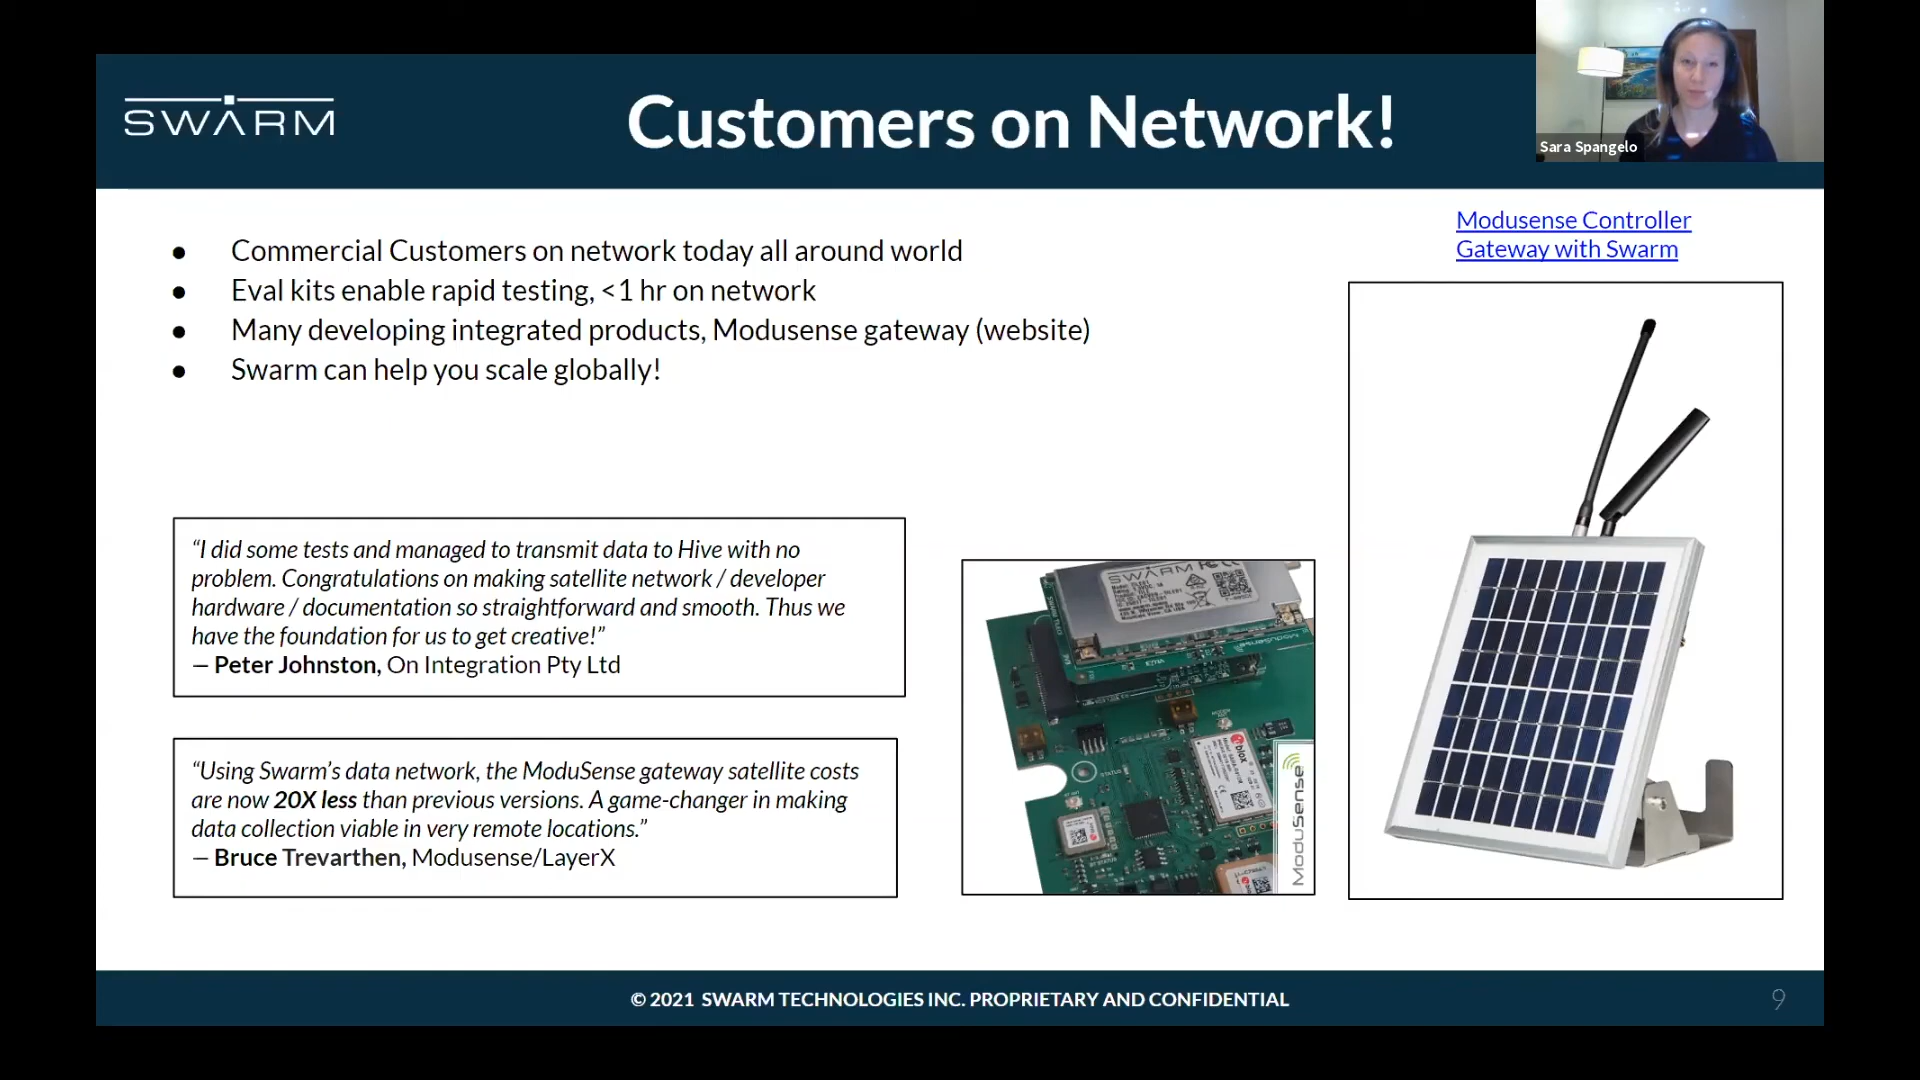 SWARM
Customers on Network!
Sara Spangelo
Modusense Controller
Gateway with Swarm
● Commercial Customers on network today all around world
● Eval kits enable rapid testing, <1 hr on network
● Many developing integrated products, Modusense gateway (website)
● Swarm can help you scale globally!
“I did some tests and managed to transmit data to Hive with no
problem. Congratulations on making satellite network / developer
hardware / documentation so straightforward and smooth. Thus we
have the foundation for us to get creative!”
— Peter Johnston, On Integration Pty Ltd
“Using Swarm’s data network, the ModuSense gateway satellite costs
are now 20X less than previous versions. A game-changer in making
data collection viable in very remote locations.”
— Bruce Trevarthen, Modusense/LayerX
SWARM
ModuSense
STATUS
ublox
ModuSense
© 2021 SWARM TECHNOLOGIES INC. PROPRIETARY AND CONFIDENTIAL
9